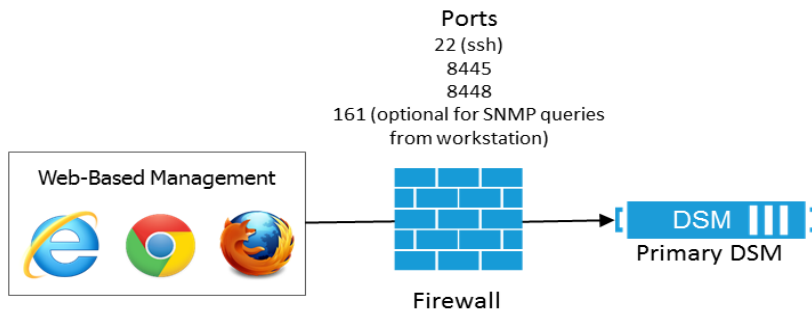 Ports
22 (ssh)
8445
8448
161 (optional for SNMP queries
from workstation)
Web-Based Management
DSM
Primary DSM
Firewall